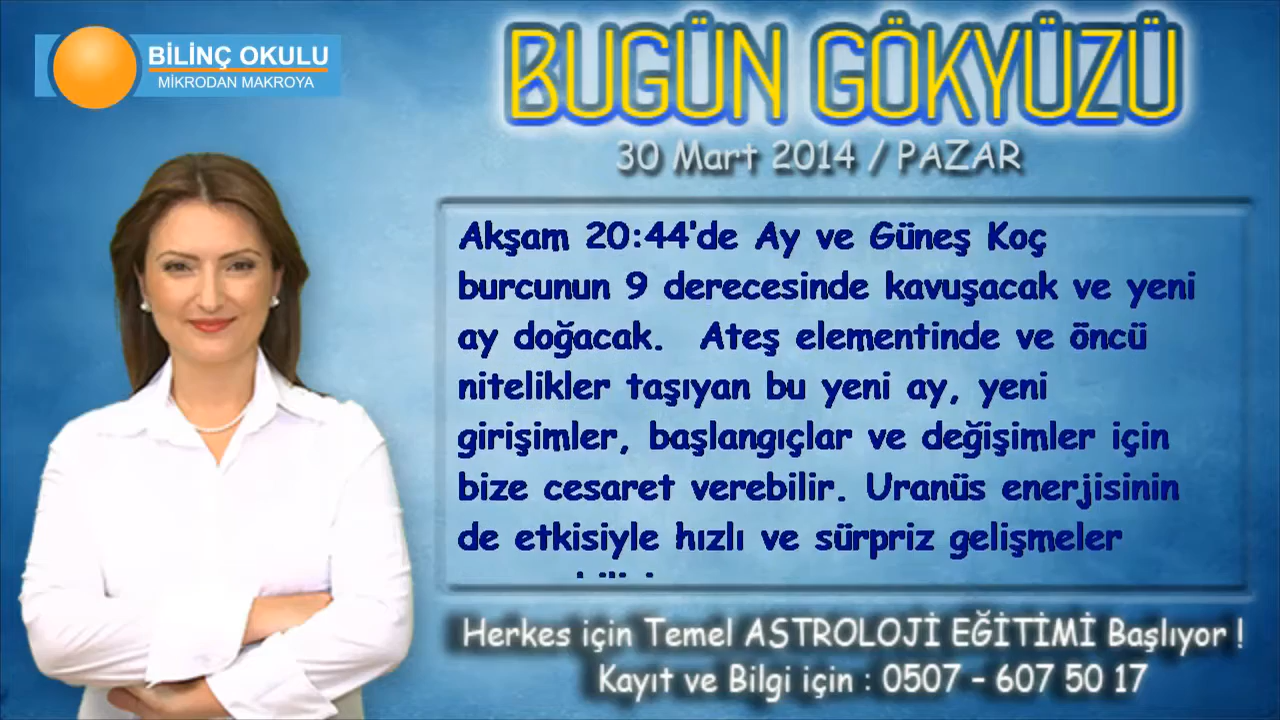 BİLİNÇ OKULU
MİKRODAN MAKROYA
BUGÜN GÖKYÜZÜ
30 Mart 2014 / PAZAR
Akşam 20:44'de Ay ve Güneş Koç
burcunun 9 derecesinde kavuşacak ve yeni
ay doğacak. Ateş elementinde ve öncü
nitelikler taşıyan bu yeni ay, yeni
girişimler, başlangıçlar ve değişimler için
bize cesaret verebilir. Uranüs enerjisinin
de etkisiyle hızlı ve sürpriz gelişmeler
Herkes için Temel ASTROLOJİ EĞİTİMİ Başlıyor !
Kayıt ve Bilgi için : 0507 - 607 50 17